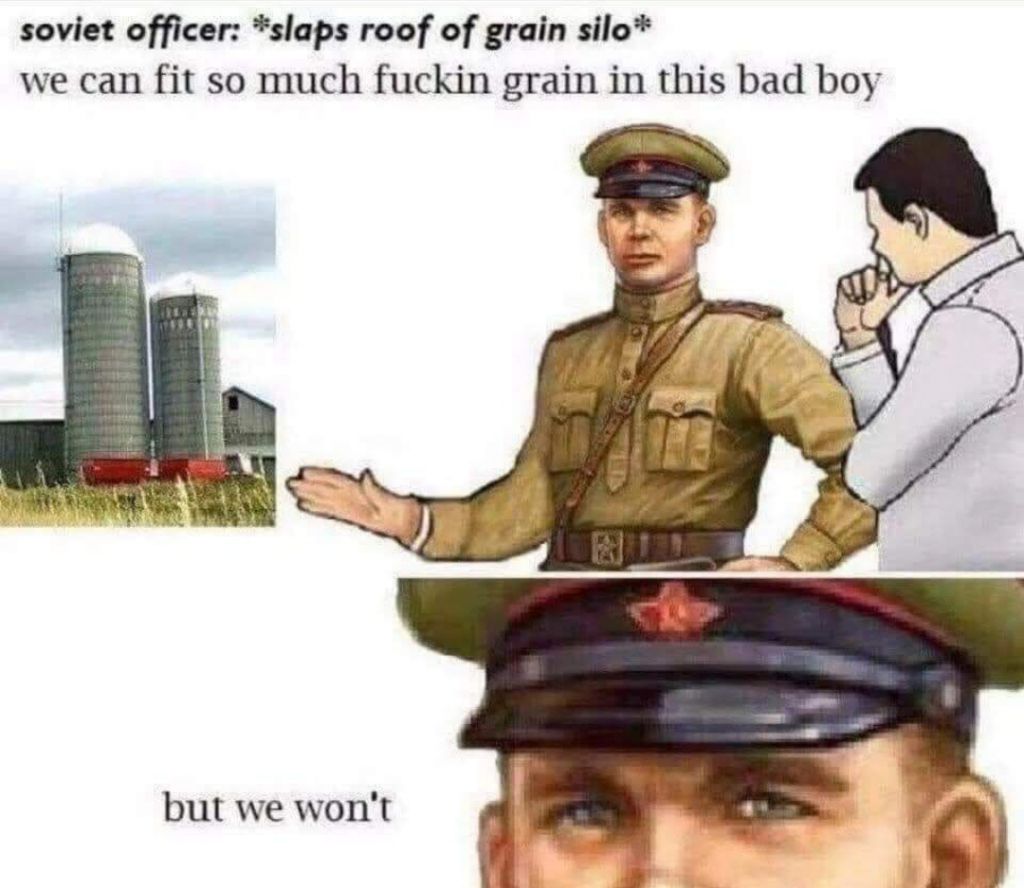 soviet officer: *slaps roof of grain silo*
we can fit so much fuckin grain in this bad boy
but we won't